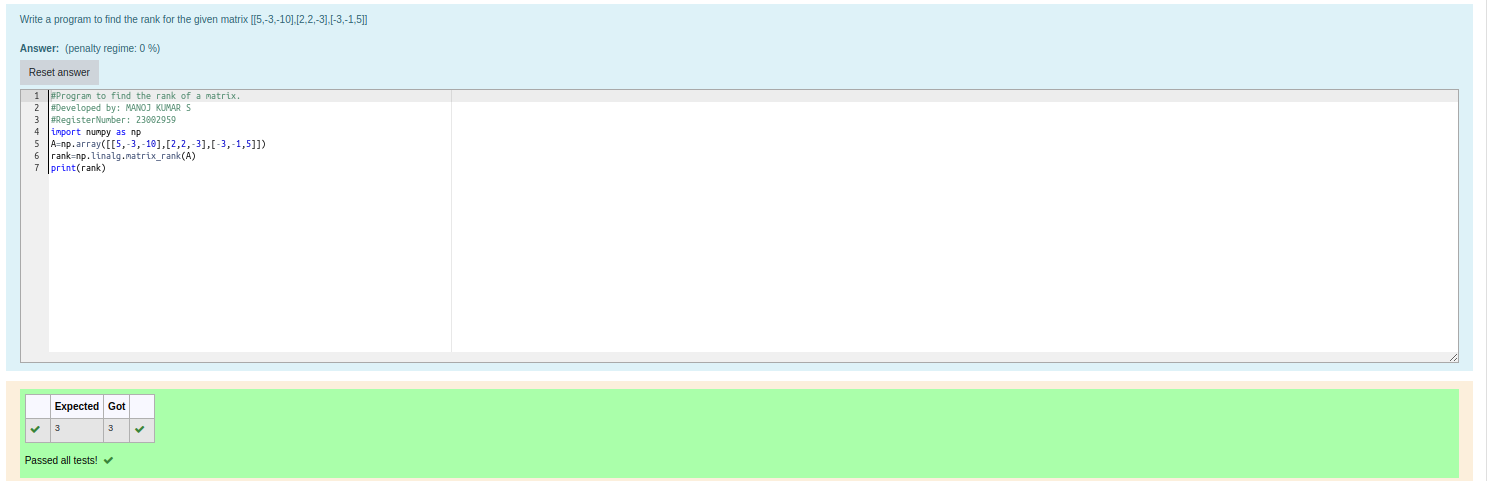 Write a program to find the rank for the given matrix [[5,-3,-10],[2,2,-3],[-3,-1,5]]
Answer: (penalty regime: 0 %)
Reset answer
1 #Program to find the rank of a matrix.
2 #Developed by: MANOJ KUMAR S
3 #RegisterNumber: 23002959
4 import numpy as np
5 A=np.array([[5,-3,-10],[2,2,-3],[-3,-1,5]])
6 rank=np.linalg.matrix_rank(A)
7 print(rank)
Expected Got
3 3
Passed all tests!